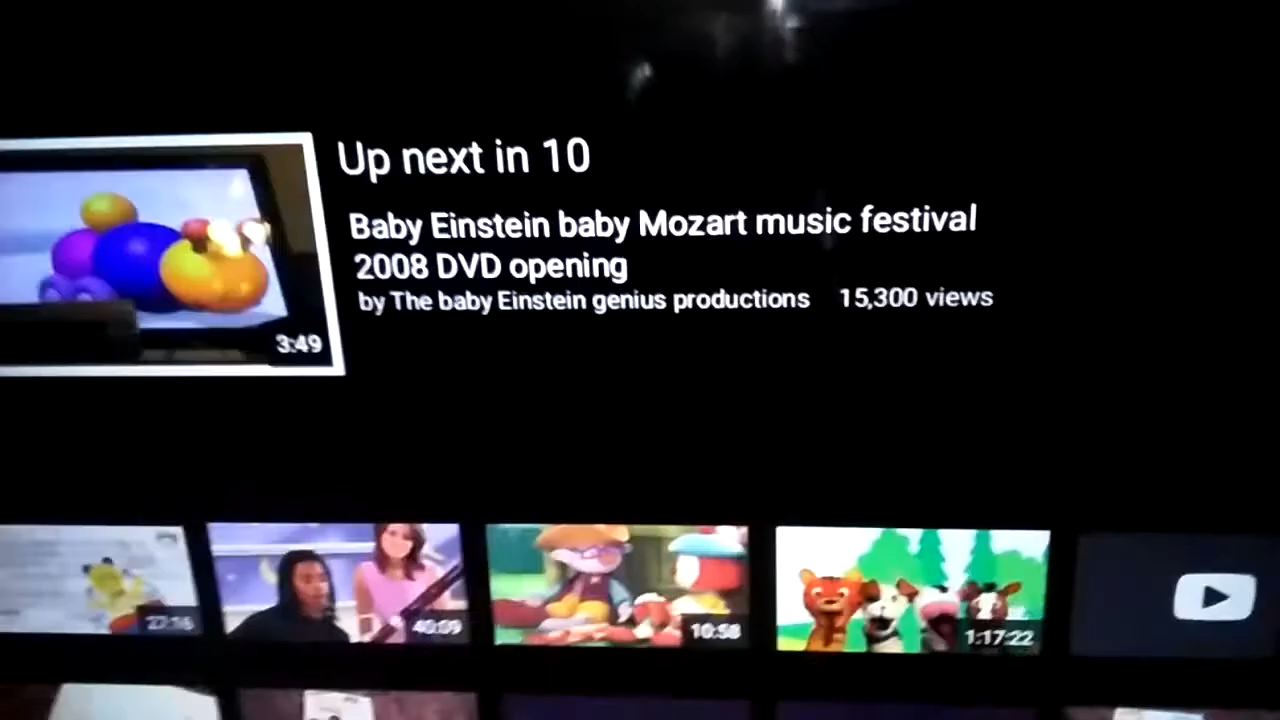 Up next in 10
Baby Einstein baby Mozart music festival
2008 DVD opening
by The baby Einstein genius productions 15,300 views
3:49
27:16
40:09
10:58
1:17:22